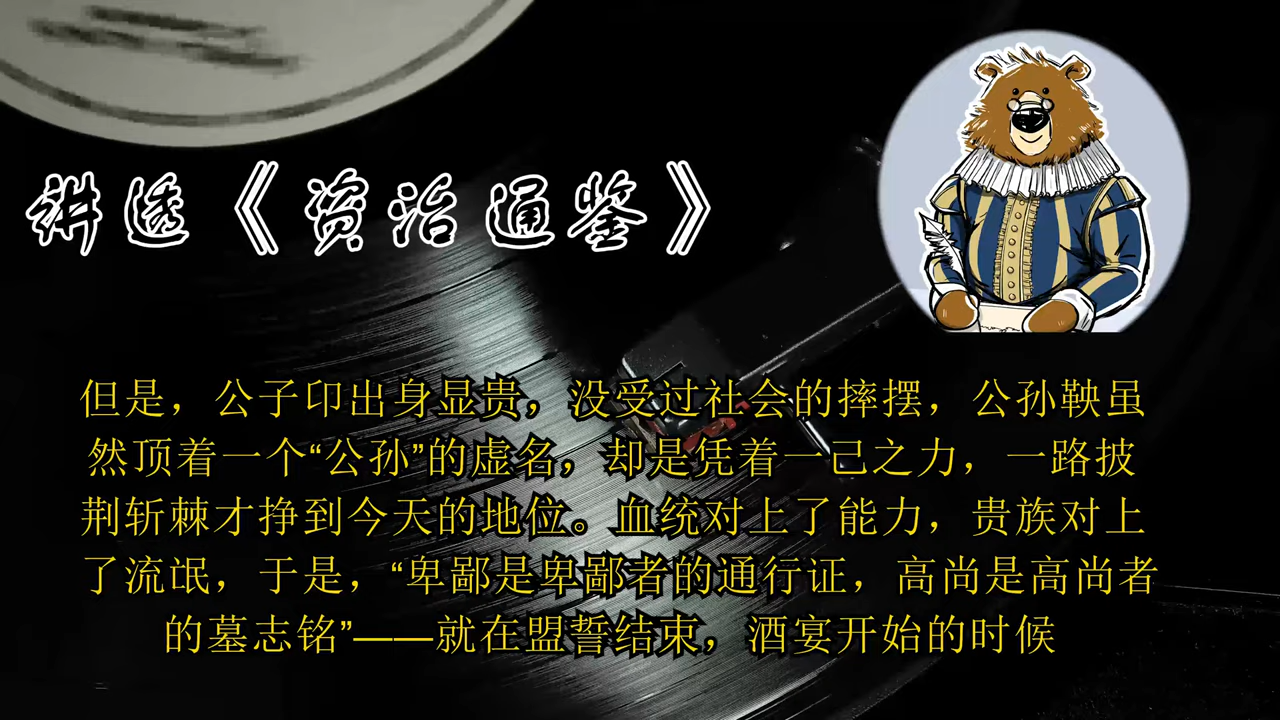 讲透《资治通鉴》
但是，公子卬出身显贵，没受过社会的摔摆，公孙鞅虽
然顶着一个“公孙”的虚名，却是凭着一己之力，一路披
荆斩棘才挣到今天的地位。血统对上了能力，贵族对上
了流氓，于是，“卑鄙是卑鄙者的通行证，高尚是高尚者
的墓志铭”——就在盟誓结束，酒宴开始的时候